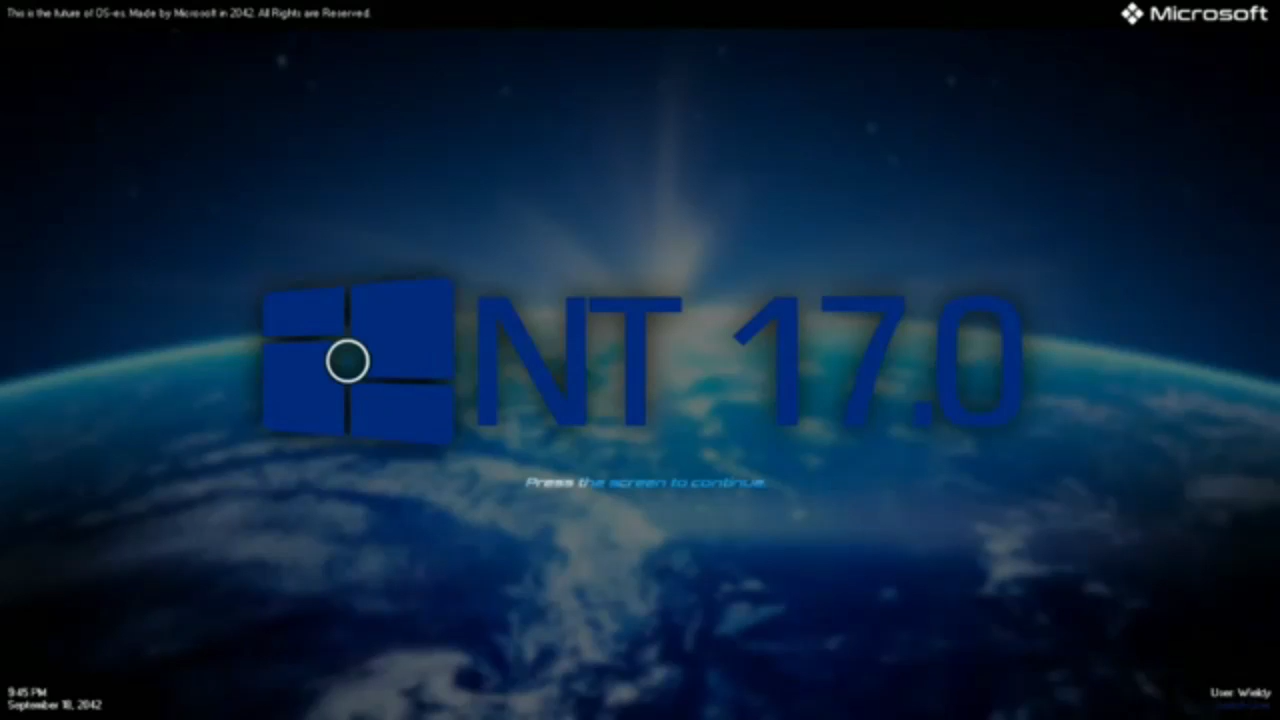 This is the future of OS-es. Made by Microsoft in 2042. All Rights are Reserved.
Microsoft
NT 17.0
Press the screen to continue.
9:45 PM
September 18, 2042
User: Wiekly